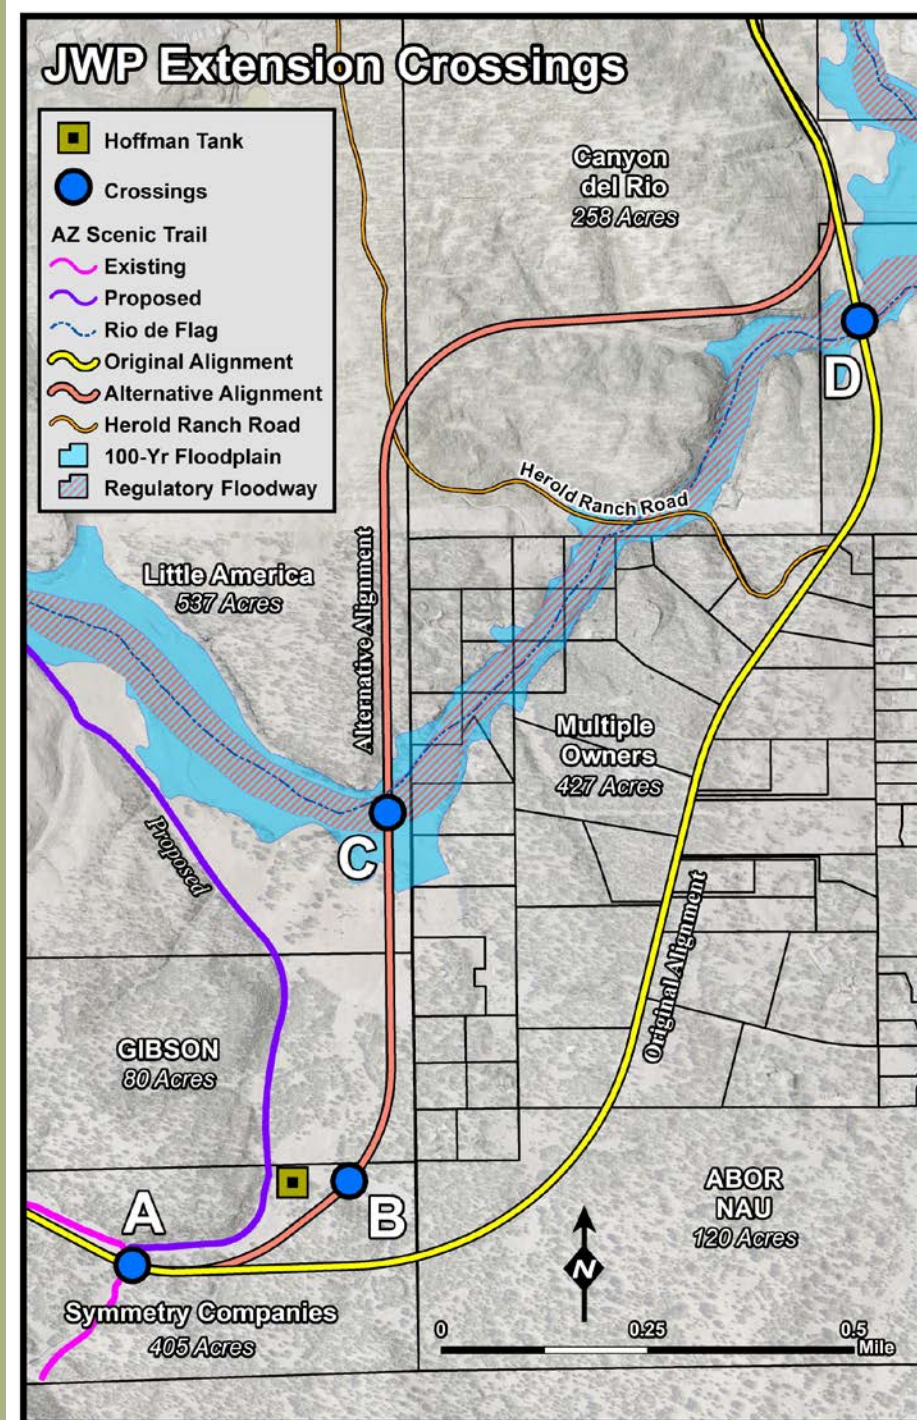 JWP Extension Crossings
Hoffman Tank
Crossings
AZ Scenic Trail
Existing
Proposed
Rio de Flag
Original Alignment
Alternative Alignment
Herold Ranch Road
100-Yr Floodplain
Regulatory Floodway
Canyon
del Rio
258 Acres
D
Herold Ranch Road
Little America
537 Acres
Alternative Alignment
Multiple
Owners
427 Acres
Proposed
C
Original Alignment
GIBSON
80 Acres
A
B
ABOR
NAU
120 Acres
N
Symmetry Companies
405 Acres
0
0.25
0.5
Mile